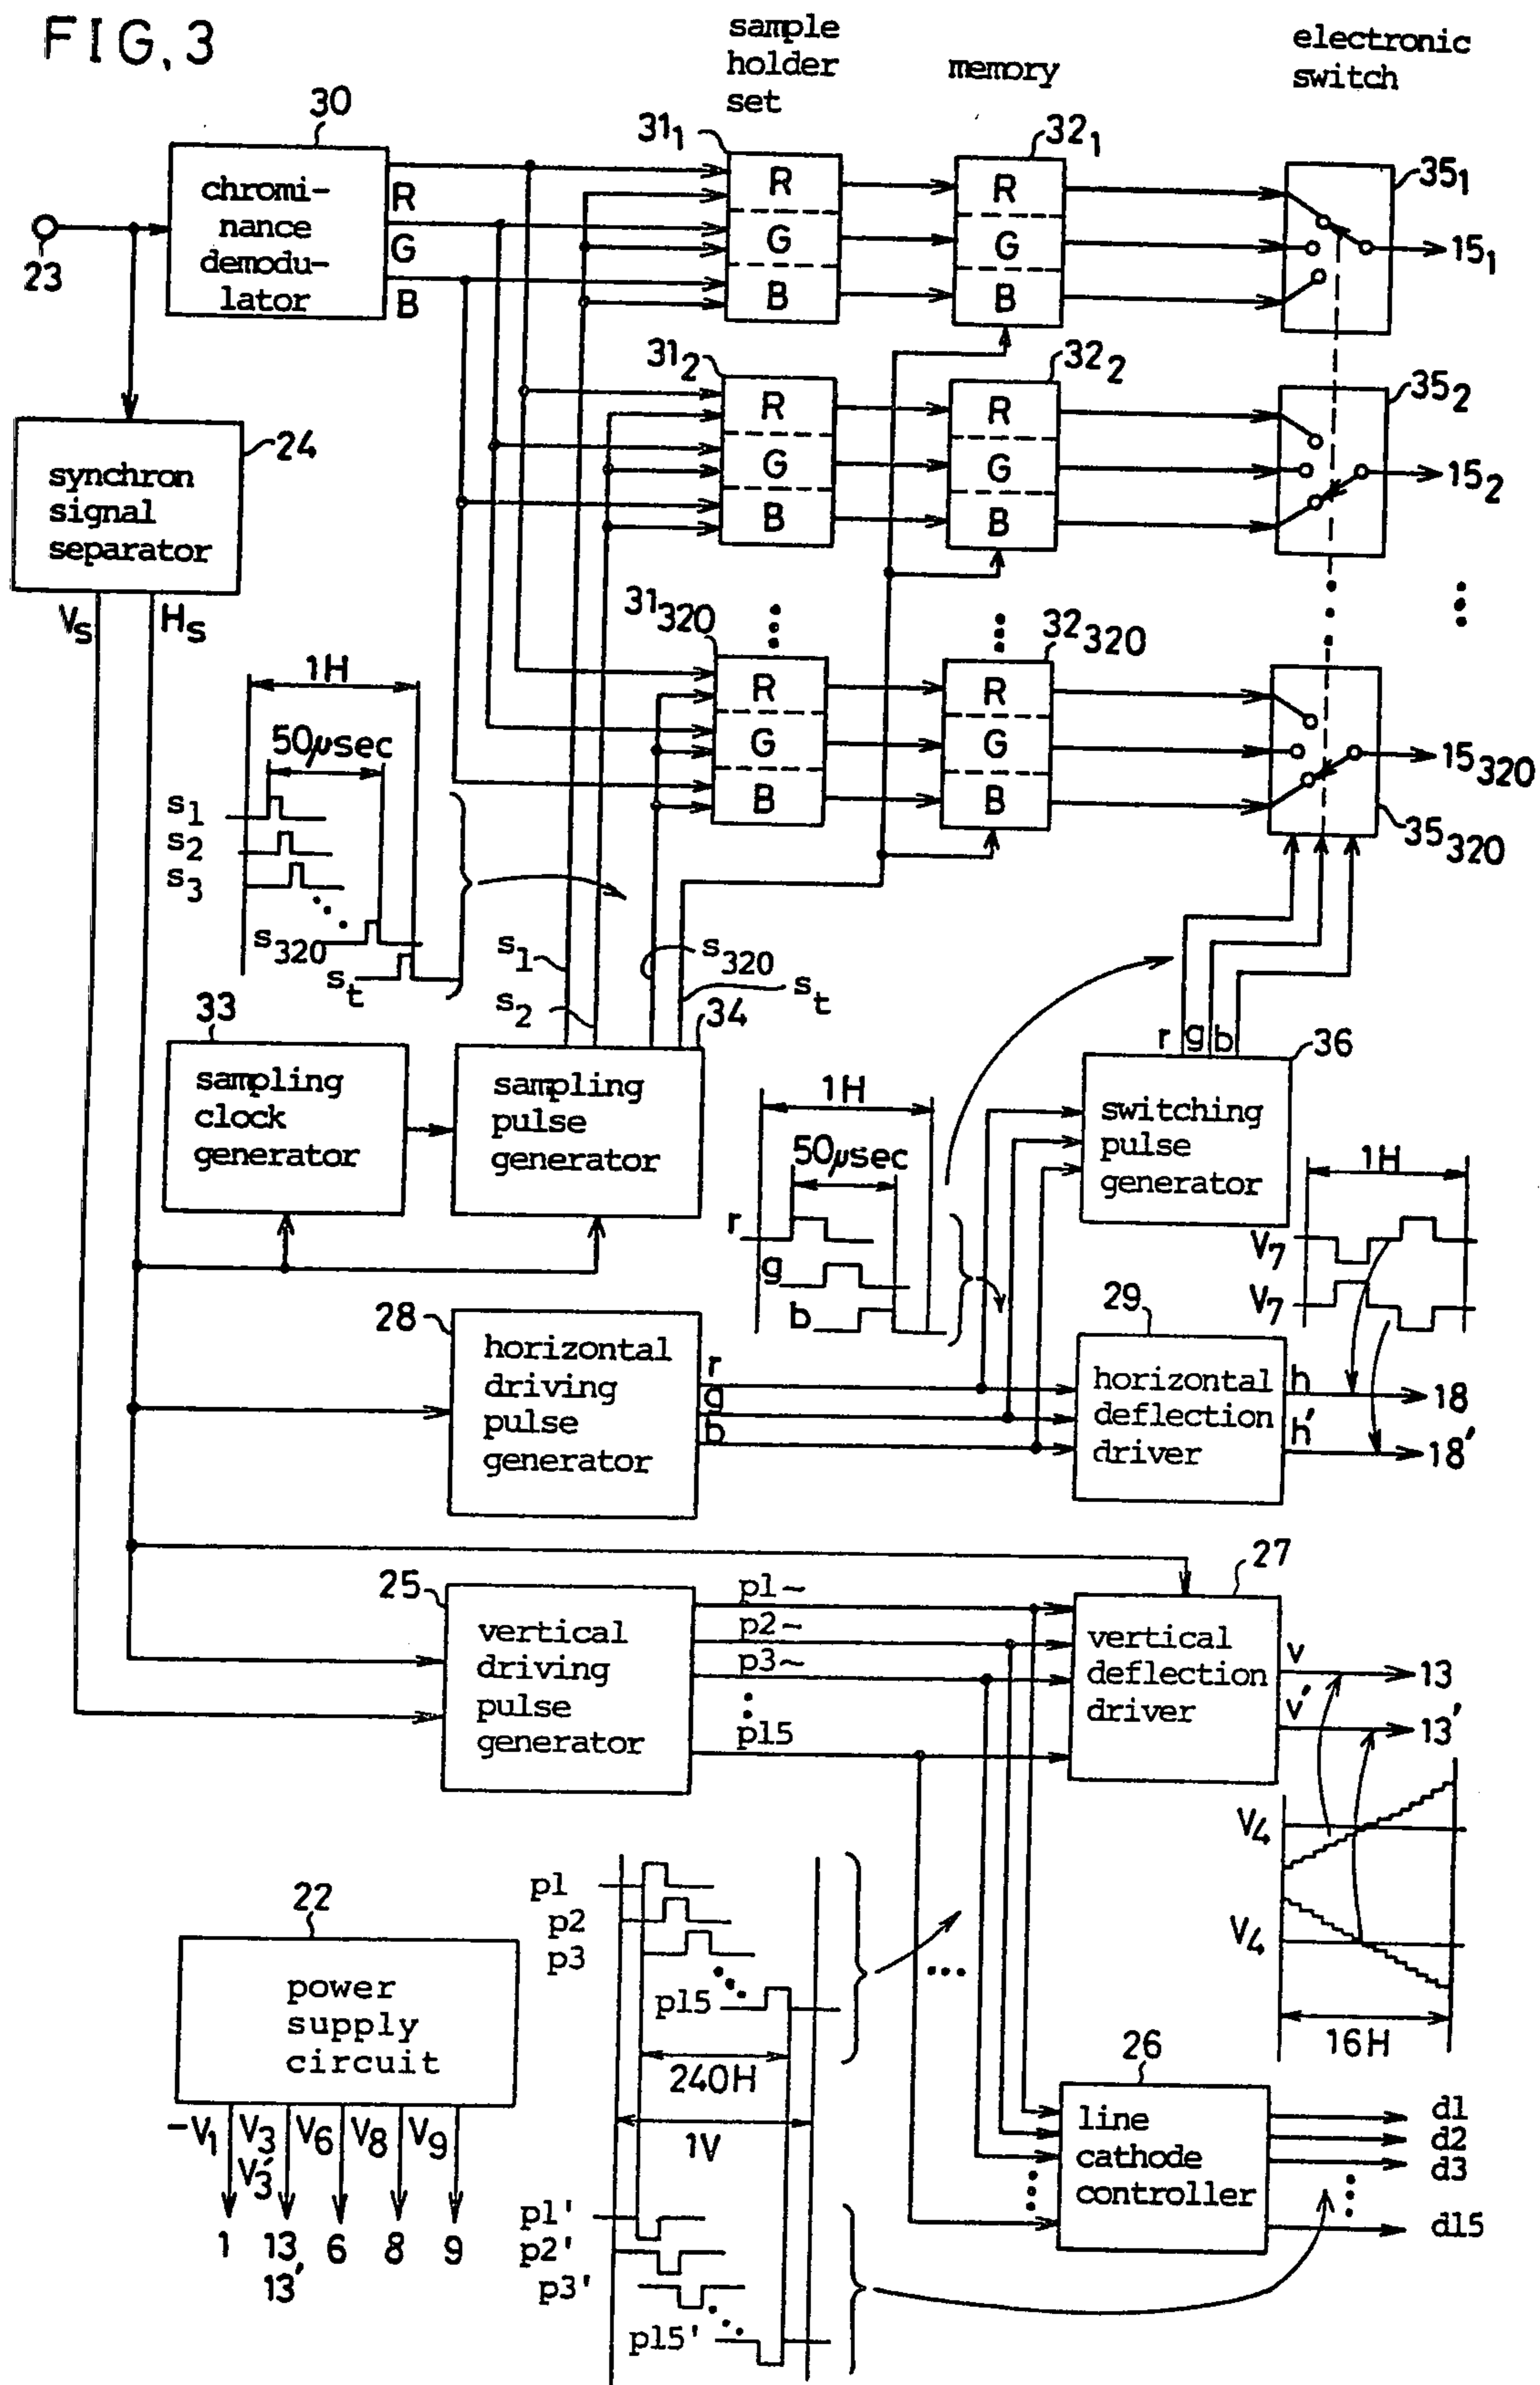 FIG. 3
sample
holder
set
memory
electronic
switch
30
chromi-
nance
demodu-
lator
R
G
B
23
31₁
R
G
B
32₁
R
G
B
35₁
15₁
24
synchron
signal
separator
Vs
Hs
31₂
R
G
B
32₂
R
G
B
35₂
15₂
31₃₂₀
R
G
B
32₃₂₀
R
G
B
15₃₂₀
35₃₂₀
1H
50μsec
s₁
s₂
s₃
s₃₂₀
sₜ
s₁
s₂
s₃₂₀
sₜ
33
sampling
clock
generator
34
sampling
pulse
generator
r g b
36
switching
pulse
generator
1H
50μsec
r
g
b
1H
V₇
V₇
28
horizontal
driving
pulse
generator
r
g
b
29
horizontal
deflection
driver
h
18
h'
18'
25
vertical
driving
pulse
generator
p1~
p2~
p3~
p15
27
vertical
deflection
driver
v
13
v'
13'
V₄
V₄
16H
22
power
supply
circuit
-V₁ V₃ V₆ V₈ V₉
V₃'
1 13 6 8 9
13'
p1
p2
p3
p15
240H
1V
p1'
p2'
p3'
p15'
26
line
cathode
controller
d1
d2
d3
d15